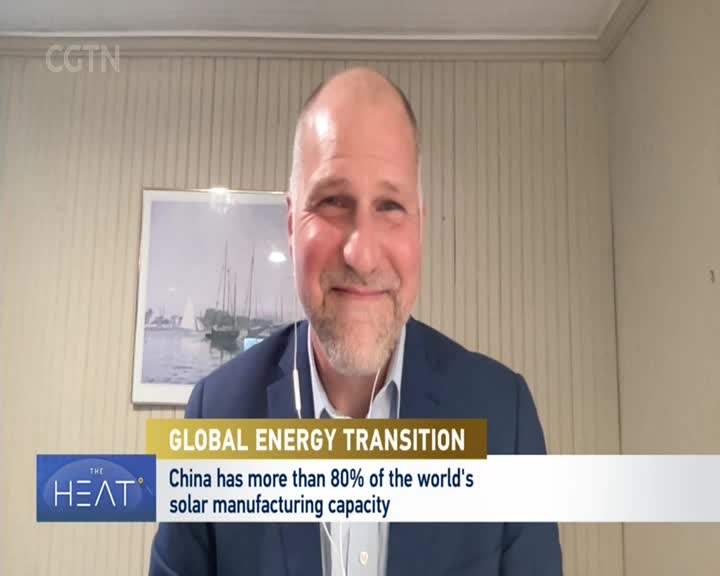 CGTN
GLOBAL ENERGY TRANSITION
THE
HEAT
China has more than 80% of the world's
solar manufacturing capacity